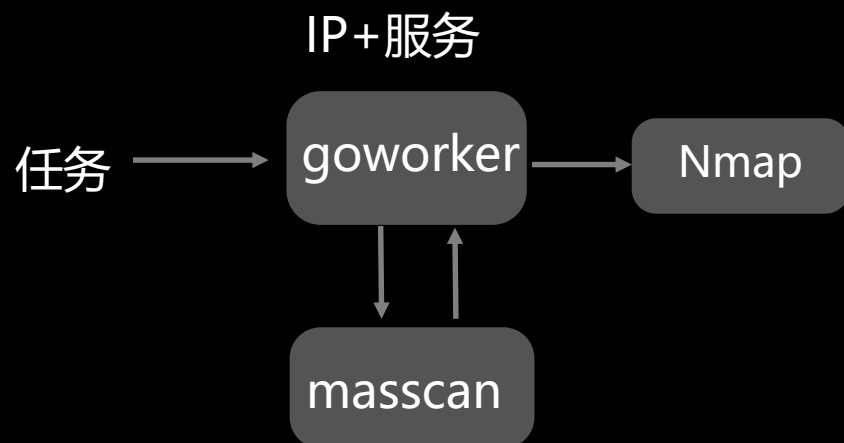 IP+服务
任务
goworker
Nmap
masscan